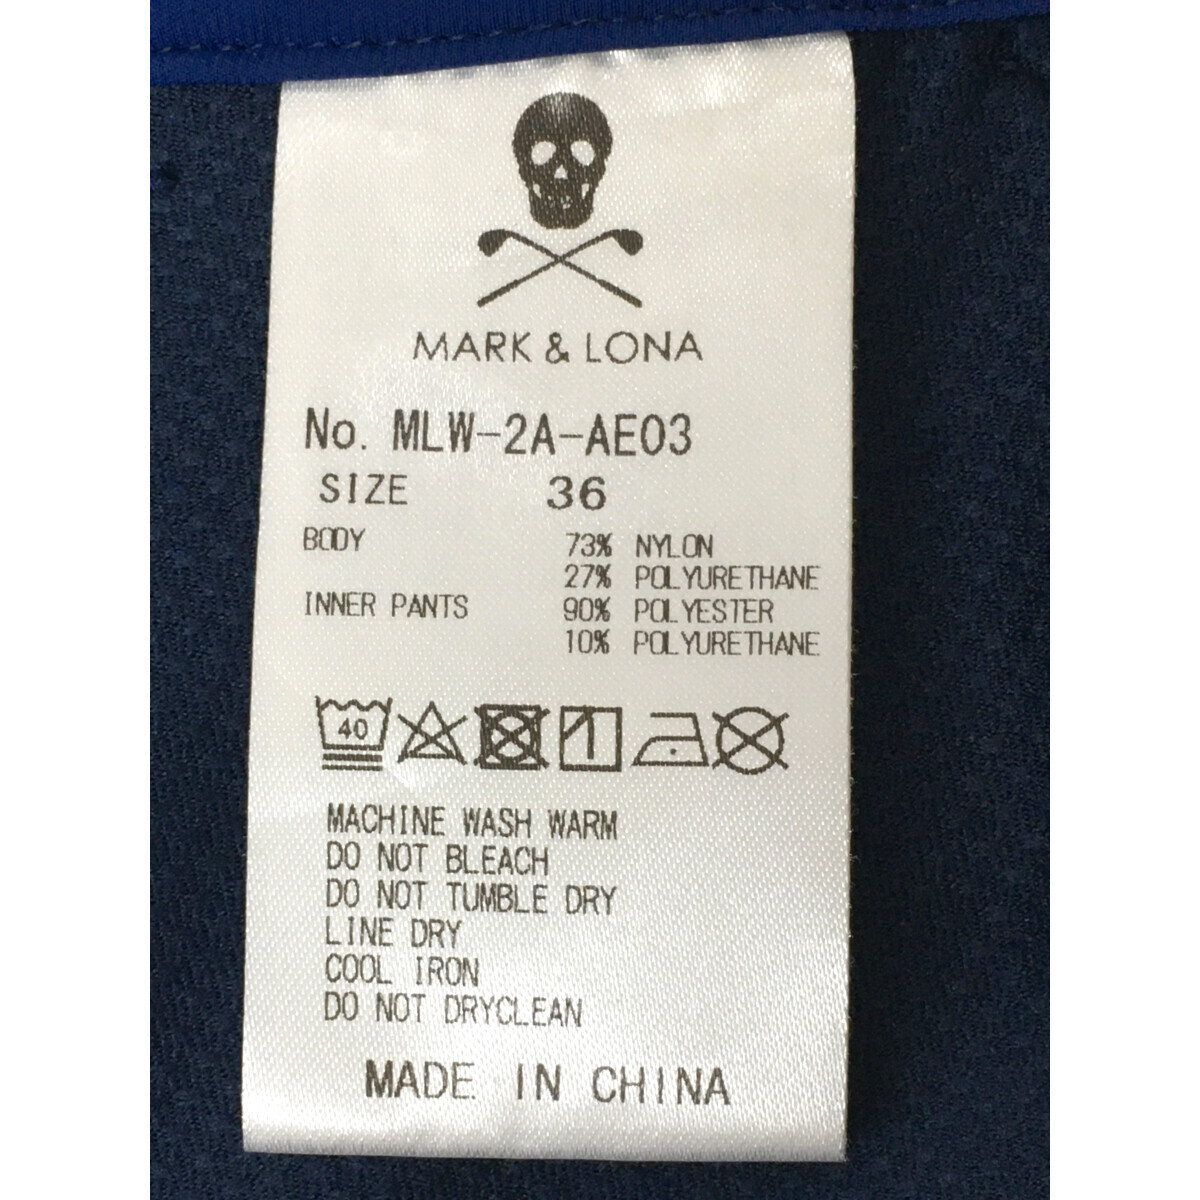 MARK & LONA
No. MLW-2A-AE03
SIZE 36
BODY 73% NYLON
27% POLYURETHANE
INNER PANTS 90% POLYESTER
10% POLYURETHANE
40
MACHINE WASH WARM
DO NOT BLEACH
DO NOT TUMBLE DRY
LINE DRY
COOL IRON
DO NOT DRYCLEAN
MADE IN CHINA